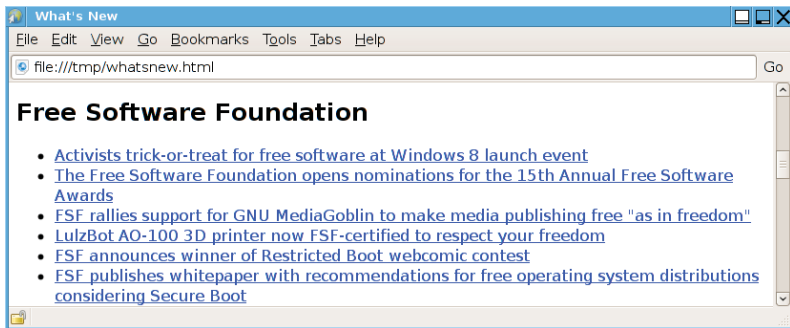 What's New
File Edit View Go Bookmarks Tools Tabs Help
file:///tmp/whatsnew.html Go
Free Software Foundation
Activists trick-or-treat for free software at Windows 8 launch event
The Free Software Foundation opens nominations for the 15th Annual Free Software
Awards
FSF rallies support for GNU MediaGoblin to make media publishing free "as in freedom"
LulzBot AO-100 3D printer now FSF-certified to respect your freedom
FSF announces winner of Restricted Boot webcomic contest
FSF publishes whitepaper with recommendations for free operating system distributions
considering Secure Boot